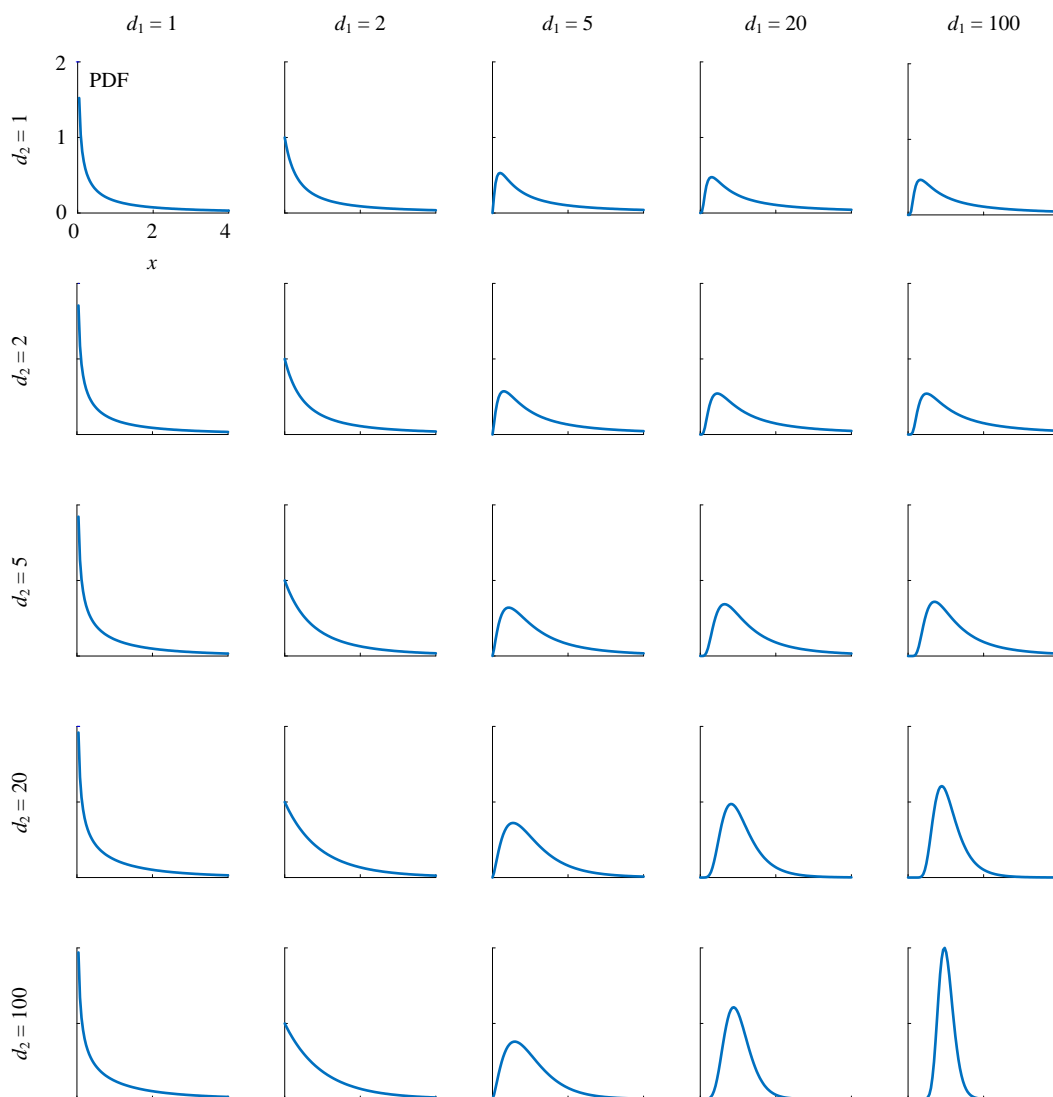 d₁ = 1 d₁ = 2 d₁ = 5 d₁ = 20 d₁ = 100
2
PDF
d₂ = 1
1
0
0 2 4
x
d₂ = 2
d₂ = 5
d₂ = 20
d₂ = 100